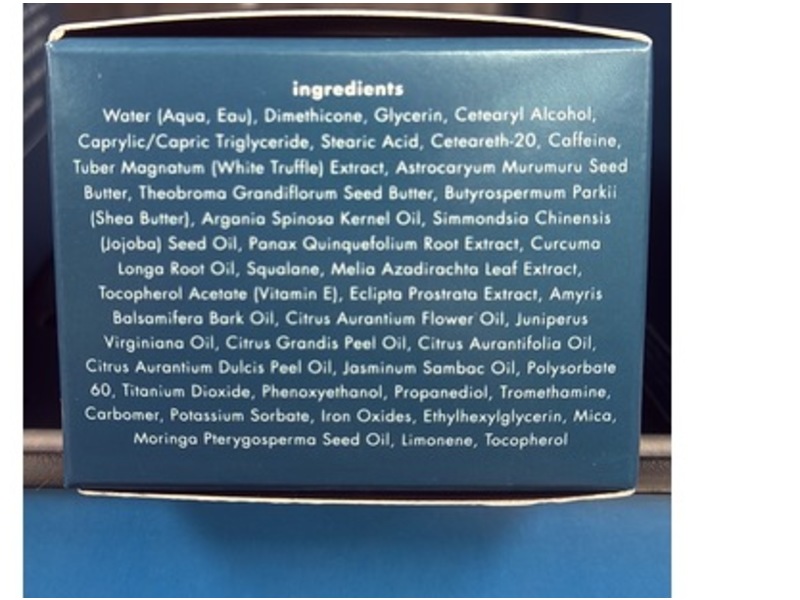 ingredients
Water (Aqua, Eau), Dimethicone, Glycerin, Cetearyl Alcohol,
Caprylic/Capric Triglyceride, Stearic Acid, Ceteareth-20, Caffeine,
Tuber Magnatum (White Truffle) Extract, Astrocaryum Murumuru Seed
Butter, Theobroma Grandiflorum Seed Butter, Butyrospermum Parkii
(Shea Butter), Argania Spinosa Kernel Oil, Simmondsia Chinensis
(Jojoba) Seed Oil, Panax Quinquefolium Root Extract, Curcuma
Longa Root Oil, Squalane, Melia Azadirachta Leaf Extract,
Tocopherol Acetate (Vitamin E), Eclipta Prostrata Extract, Amyris
Balsamifera Bark Oil, Citrus Aurantium Flower Oil, Juniperus
Virginiana Oil, Citrus Grandis Peel Oil, Citrus Aurantifolia Oil,
Citrus Aurantium Dulcis Peel Oil, Jasminum Sambac Oil, Polysorbate
60, Titanium Dioxide, Phenoxyethanol, Propanediol, Tromethamine,
Carbomer, Potassium Sorbate, Iron Oxides, Ethylhexylglycerin, Mica,
Moringa Pterygosperma Seed Oil, Limonene, Tocopherol